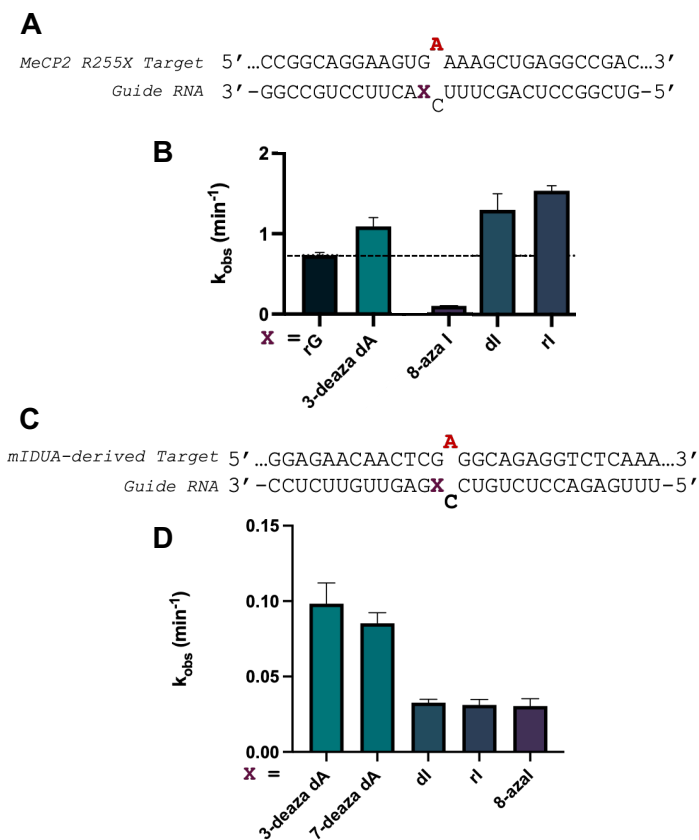 A
A
MeCP2 R255X Target 5’…CCGGCAGGAAGUG AAAGCUGAGGCCGAC…3’
Guide RNA 3’-GGCCGUCCUUCAX UUUCGACUCCGGCUG-5’
C
B
2
1
0
kobs (min-1)
X = rG 3-deaza dA 8-aza I dI rI
C
A
mIDUA-derived Target 5’…GGAGAACAACUCG GGCAGAGGTCTCAAA…3’
Guide RNA 3’-CCUCUUGUUGAGX CUGUCUCCAGAGUUU-5’
C
D
0.15
0.10
0.05
0.00
kobs (min-1)
X = 3-deaza dA 7-deaza dA dI rI 8-azaI